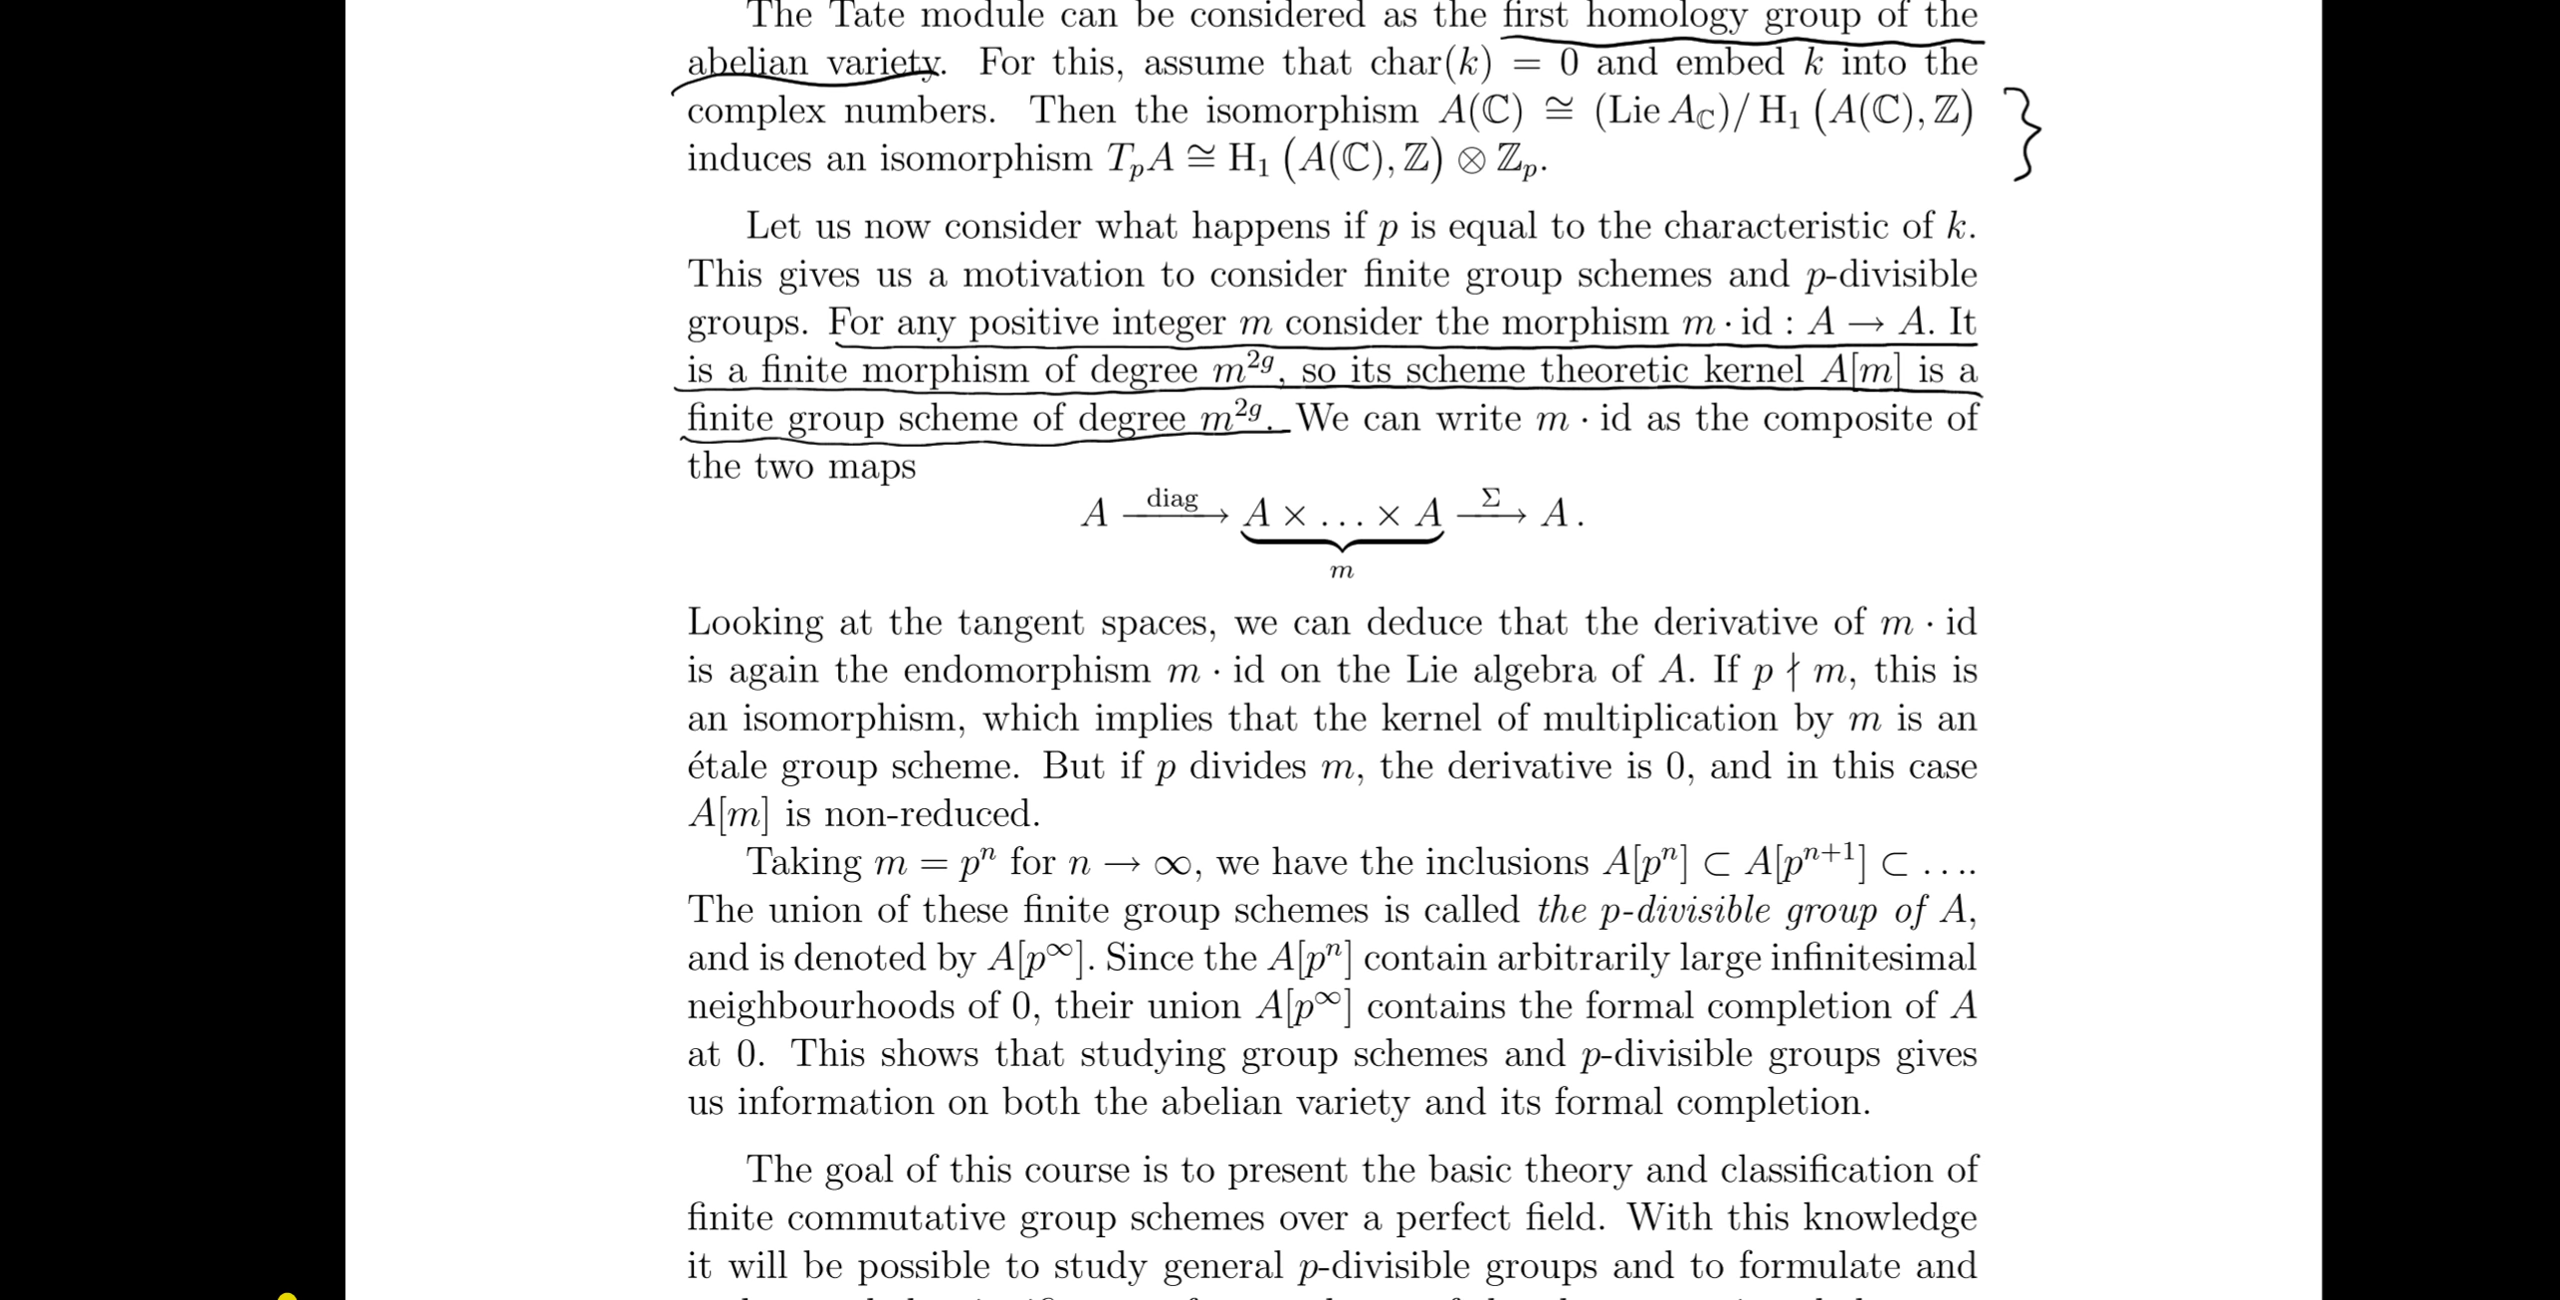 The Tate module can be considered as the first homology group of the
abelian variety. For this, assume that char(k) = 0 and embed k into the
complex numbers. Then the isomorphism A(ℂ) ≅ (Lie A_ℂ)/ H₁ (A(ℂ), ℤ)
induces an isomorphism T_pA ≅ H₁ (A(ℂ), ℤ) ⊗ ℤ_p.
Let us now consider what happens if p is equal to the characteristic of k.
This gives us a motivation to consider finite group schemes and p-divisible
groups. For any positive integer m consider the morphism m · id : A → A. It
is a finite morphism of degree m^{2g}, so its scheme theoretic kernel A[m] is a
finite group scheme of degree m^{2g}. We can write m · id as the composite of
the two maps
A —diag→ A × … × A —Σ→ A.
m
Looking at the tangent spaces, we can deduce that the derivative of m · id
is again the endomorphism m · id on the Lie algebra of A. If p ∤ m, this is
an isomorphism, which implies that the kernel of multiplication by m is an
étale group scheme. But if p divides m, the derivative is 0, and in this case
A[m] is non-reduced.
Taking m = pⁿ for n → ∞, we have the inclusions A[pⁿ] ⊂ A[pⁿ⁺¹] ⊂ ....
The union of these finite group schemes is called the p-divisible group of A,
and is denoted by A[p^∞]. Since the A[pⁿ] contain arbitrarily large infinitesimal
neighbourhoods of 0, their union A[p^∞] contains the formal completion of A
at 0. This shows that studying group schemes and p-divisible groups gives
us information on both the abelian variety and its formal completion.
The goal of this course is to present the basic theory and classification of
finite commutative group schemes over a perfect field. With this knowledge
it will be possible to study general p-divisible groups and to formulate and